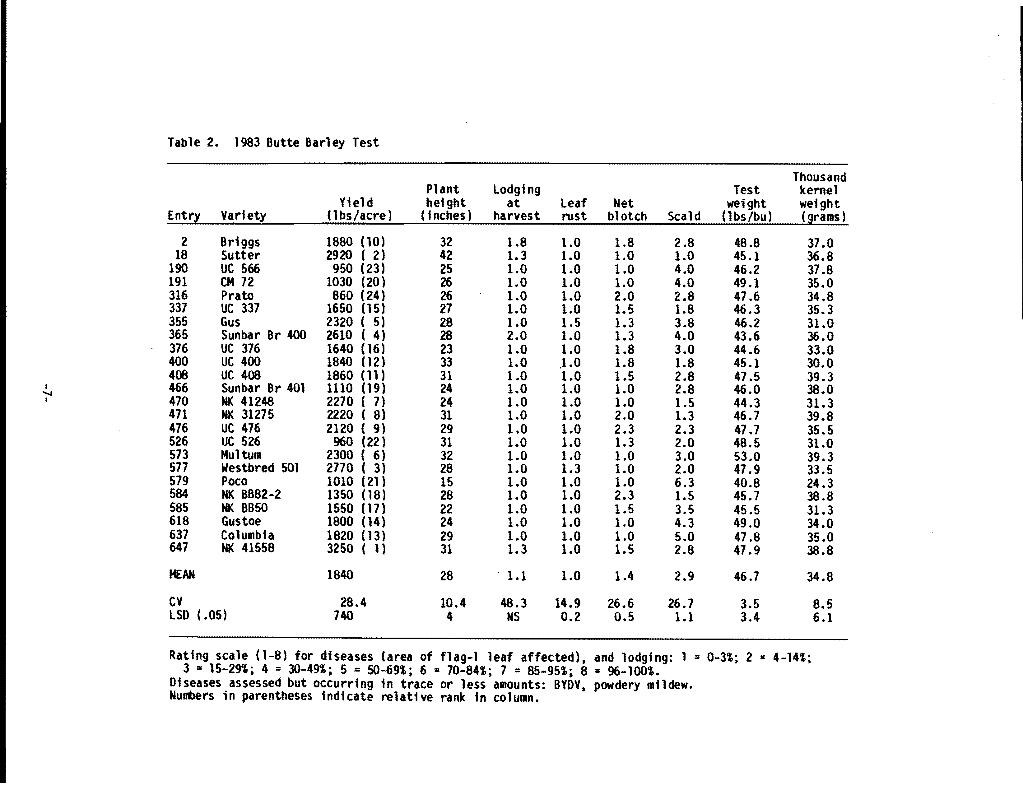 Table 2. 1983 Butte Barley Test
Thousand
Plant Lodging Test kernel
Yield height at Leaf Net weight weight
Entry Variety (lbs/acre) (inches) harvest rust blotch Scald (lbs/bu) (grams)
2 Briggs 1880 (10) 32 1.8 1.0 1.8 2.8 48.8 37.0
18 Sutter 2920 ( 2) 42 1.3 1.0 1.0 1.0 45.1 36.8
190 UC 566 950 (23) 25 1.0 1.0 1.0 4.0 46.2 37.8
191 CM 72 1030 (20) 26 1.0 1.0 1.0 4.0 49.1 35.0
316 Prato 860 (24) 26 1.0 1.0 2.0 2.8 47.6 34.8
337 UC 337 1650 (15) 27 1.0 1.0 1.5 1.8 46.3 35.3
355 Gus 2320 ( 5) 28 1.0 1.5 1.3 3.8 46.2 31.0
365 Sunbar Br 400 2610 ( 4) 28 2.0 1.0 1.3 4.0 43.6 36.0
376 UC 376 1640 (16) 23 1.0 1.0 1.8 3.0 44.6 33.0
400 UC 400 1840 (12) 33 1.0 1.0 1.8 1.8 45.1 30.0
408 UC 408 1860 (11) 31 1.0 1.0 1.5 2.8 47.5 39.3
466 Sunbar Br 401 1110 (19) 24 1.0 1.0 1.0 2.8 46.0 38.0
470 NK 41248 2270 ( 7) 24 1.0 1.0 1.0 1.5 44.3 31.3
471 NK 31275 2220 ( 8) 31 1.0 1.0 2.0 1.3 46.7 39.8
476 UC 476 2120 ( 9) 29 1.0 1.0 2.3 2.3 47.7 35.5
526 UC 526 960 (22) 31 1.0 1.0 1.3 2.0 48.5 31.0
573 Multum 2300 ( 6) 32 1.0 1.0 1.0 3.0 53.0 39.3
577 Westbred 501 2770 ( 3) 28 1.0 1.3 1.0 2.0 47.9 33.5
579 Poco 1010 (21) 15 1.0 1.0 1.0 6.3 40.8 24.3
584 NK BB82-2 1350 (18) 28 1.0 1.0 2.3 1.5 45.7 38.8
585 NK BB50 1550 (17) 22 1.0 1.0 1.5 3.5 45.5 31.3
618 Gustoe 1800 (14) 24 1.0 1.0 1.0 4.3 49.0 34.0
637 Columbia 1820 (13) 29 1.0 1.0 1.0 5.0 47.8 35.0
647 NK 41558 3250 ( 1) 31 1.3 1.0 1.5 2.8 47.9 38.8
MEAN 1840 28 1.1 1.0 1.4 2.9 46.7 34.8
CV 28.4 10.4 48.3 14.9 26.6 26.7 3.5 8.5
LSD (.05) 740 4 NS 0.2 0.5 1.1 3.4 6.1
Rating scale (1-8) for diseases (area of flag-1 leaf affected), and lodging: 1 = 0-3%; 2 = 4-14%;
3 = 15-29%; 4 = 30-49%; 5 = 50-69%; 6 = 70-84%; 7 = 85-95%; 8 = 96-100%.
Diseases assessed but occurring in trace or less amounts: BYDV, powdery mildew.
Numbers in parentheses indicate relative rank in column.
-7-